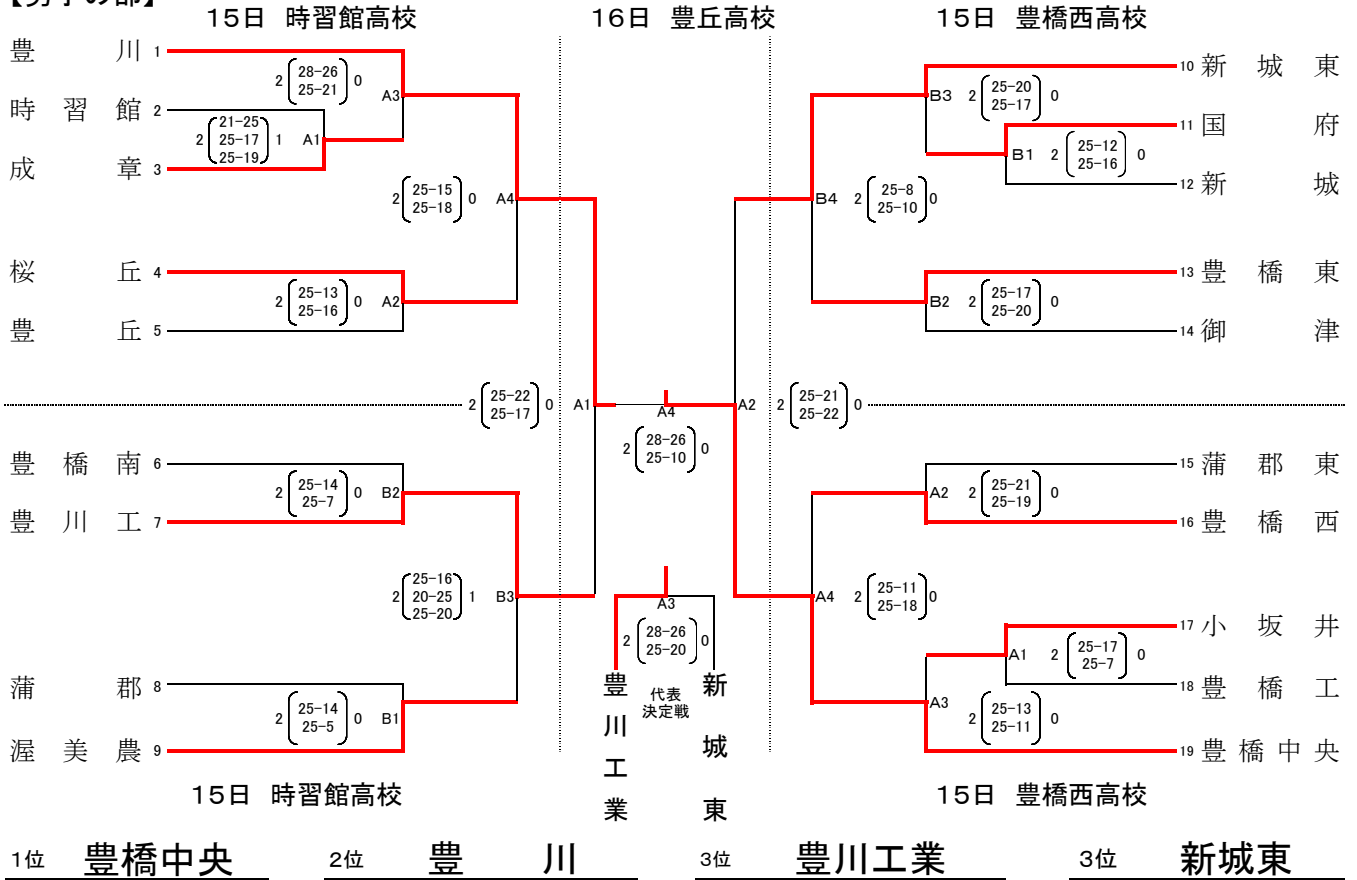 15日 時習館高校
16日 豊丘高校
15日 豊橋西高校
豊川 1
時習館 2
成章 3
桜丘 4
豊丘 5
豊橋南 6
豊川工 7
蒲郡 8
渥美農 9
2 28-26 25-21 0 A3
2 21-25 25-17 25-19 1 A1
2 25-15 25-18 0 A4
2 25-13 25-16 0 A2
2 25-22 25-17 0 A1
2 25-14 25-7 0 B2
2 25-16 20-25 25-20 1 B3
2 25-14 25-5 0 B1
A4
2 28-26 25-10 0
A3
2 28-26 25-20 0
代表
決定戦
豊川工業
新城東
10 新城東
11 国府
12 新城
13 豊橋東
14 御津
15 蒲郡東
16 豊橋西
17 小坂井
18 豊橋工
19 豊橋中央
B3 2 25-20 25-17 0
B1 2 25-12 25-16 0
B4 2 25-8 25-10 0
B2 2 25-17 25-20 0
A2 2 25-21 25-22 0
A2 2 25-21 25-19 0
A4 2 25-11 25-18 0
A1 2 25-17 25-7 0
A3 2 25-13 25-11 0
15日 時習館高校
15日 豊橋西高校
1位 豊橋中央
2位 豊川
3位 豊川工業
3位 新城東